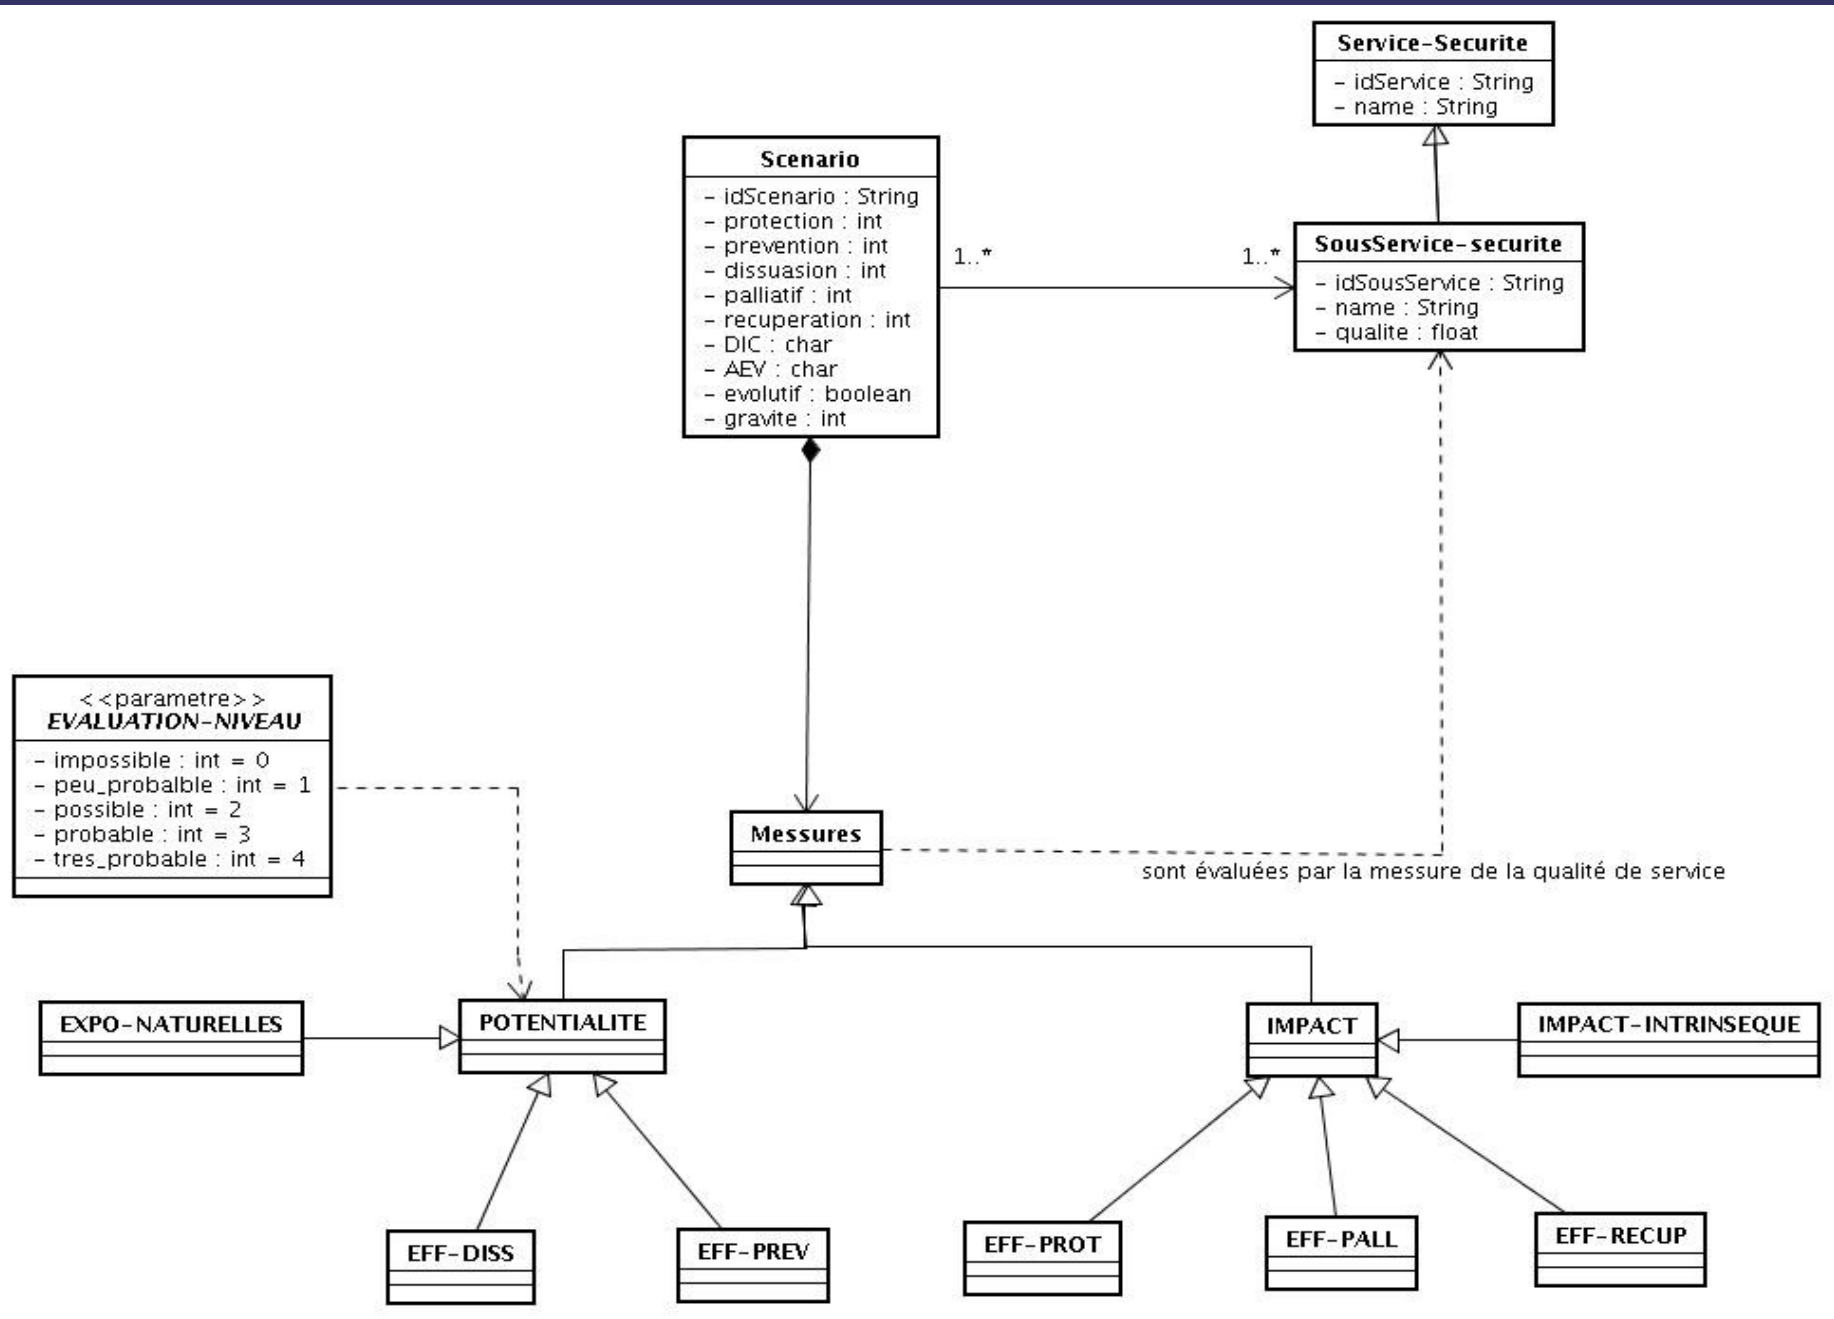 Service-Securite
- idService : String
- name : String
Scenario
- idScenario : String
- protection : int
- prevention : int
- dissuasion : int
- palliatif : int
- recuperation : int
- DIC : char
- AEV : char
- evolutif : boolean
- gravite : int
1..*
1..*
SousService-securite
- idSousService : String
- name : String
- qualite : float
<<parametre>>
EVALUATION-NIVEAU
- impossible : int = 0
- peu_probalble : int = 1
- possible : int = 2
- probable : int = 3
- tres_probable : int = 4
Messures
sont évaluées par la messure de la qualité de service
EXPO-NATURELLES
POTENTIALITE
IMPACT
IMPACT-INTRINSEQUE
EFF-DISS
EFF-PREV
EFF-PROT
EFF-PALL
EFF-RECUP